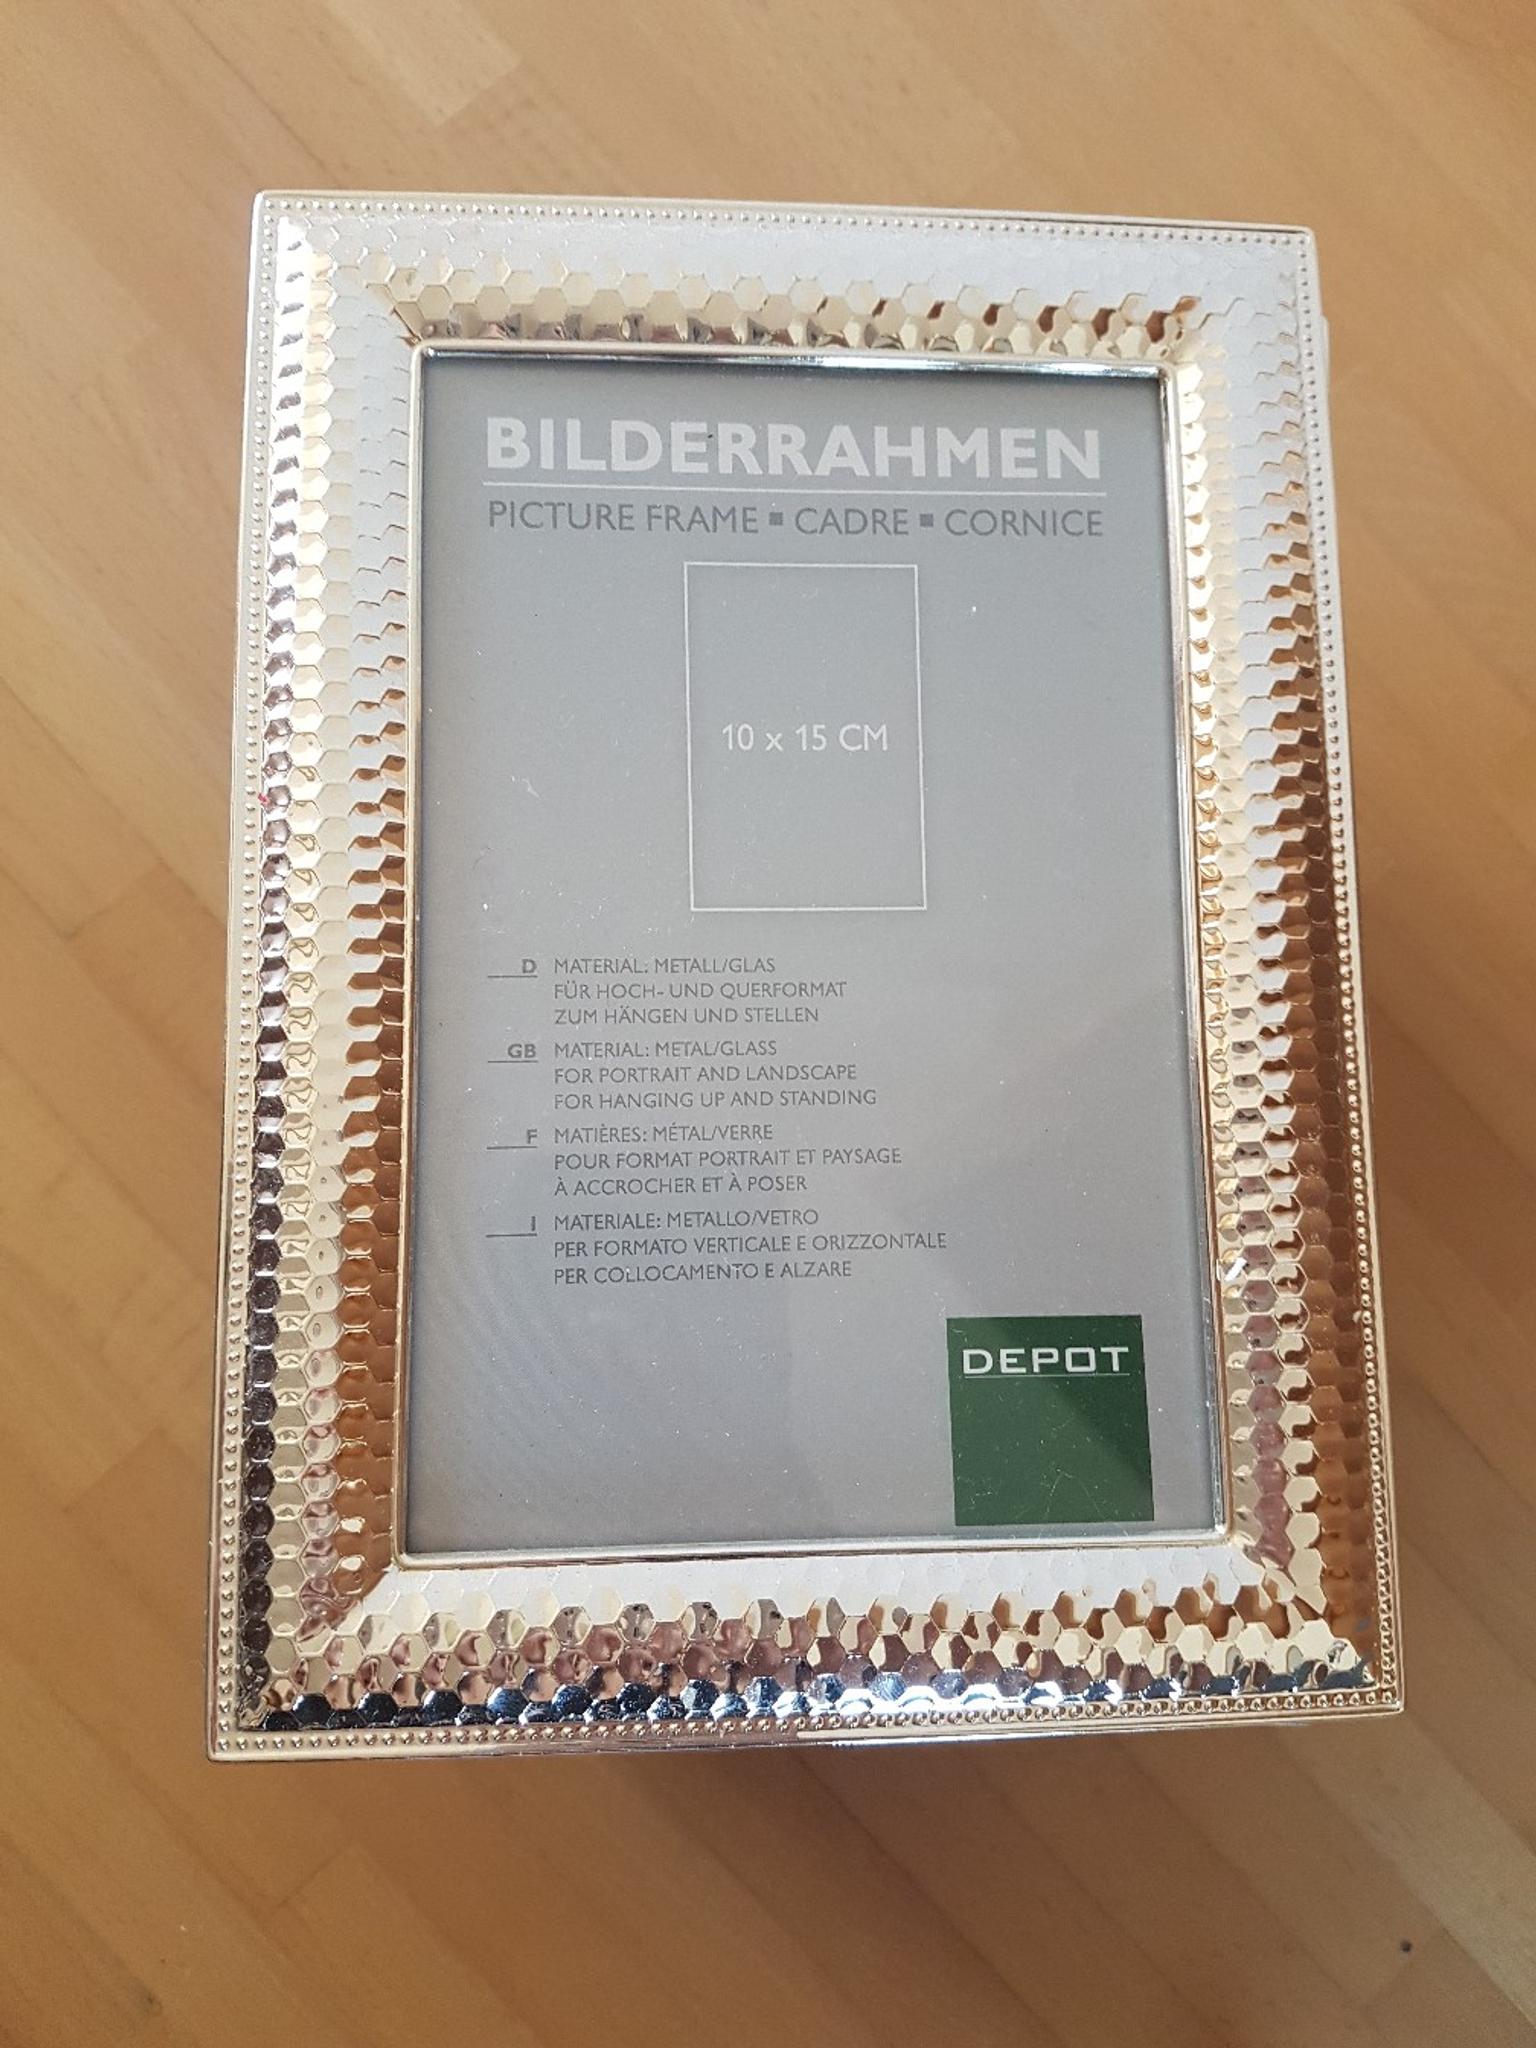 BILDERRAHMEN
PICTURE FRAME ▪ CADRE ▪ CORNICE
10 x 15 CM
D MATERIAL: METALL/GLAS
FÜR HOCH- UND QUERFORMAT
ZUM HÄNGEN UND STELLEN
GB MATERIAL: METAL/GLASS
FOR PORTRAIT AND LANDSCAPE
FOR HANGING UP AND STANDING
F MATIÈRES: MÉTAL/VERRE
POUR FORMAT PORTRAIT ET PAYSAGE
À ACCROCHER ET À POSER
I MATERIALE: METALLO/VETRO
PER FORMATO VERTICALE E ORIZZONTALE
PER COLLOCAMENTO E ALZARE
DEPOT